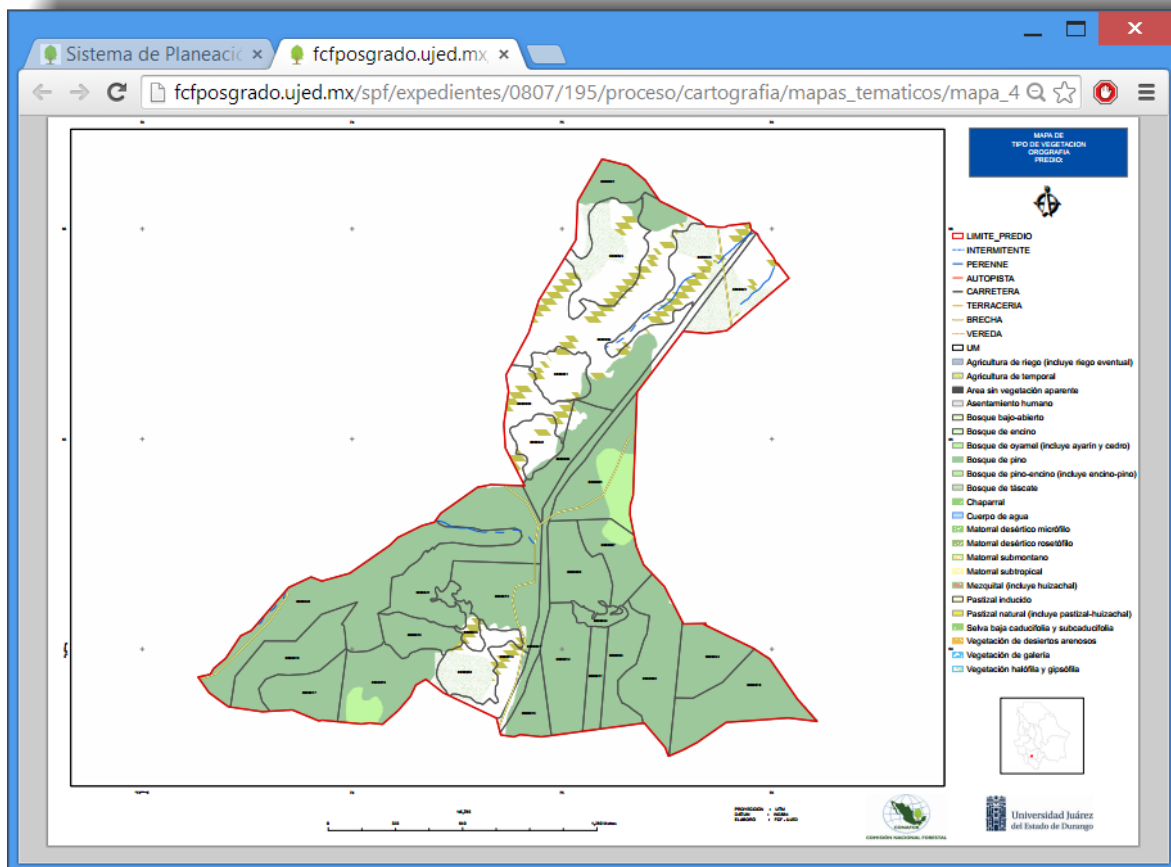 Sistema de Planeació
fcfposgrado.ujed.mx
fcfposgrado.ujed.mx/spf/expedientes/0807/195/proceso/cartografia/mapas_tematicos/mapa_4
MAPA DE
TIPO DE VEGETACION
OROGRAFIA
PREDIO:
LIMITE_PREDIO
INTERMITENTE
PERENNE
AUTOPISTA
CARRETERA
TERRACERIA
BRECHA
VEREDA
UM
Agricultura de riego (incluye riego eventual)
Agricultura de temporal
Area sin vegetación aparente
Asentamiento humano
Bosque bajo-abierto
Bosque de encino
Bosque de oyamel (incluye ayarin y cedro)
Bosque de pino
Bosque de pino-encino (incluye encino-pino)
Bosque de táscate
Chaparral
Cuerpo de agua
Matorral desértico micrófilo
Matorral desértico rosetófilo
Matorral submontano
Matorral subtropical
Mezquital (incluye huizachal)
Pastizal inducido
Pastizal natural (incluye pastizal-huizachal)
Selva baja caducifolia y subcaducifolia
Vegetación de desiertos arenosos
Vegetación de galería
Vegetación halófila y gipsófila
PROYECCION : UTM
CONAFOR
COMISIÓN NACIONAL FORESTAL
Universidad Juárez
del Estado de Durango